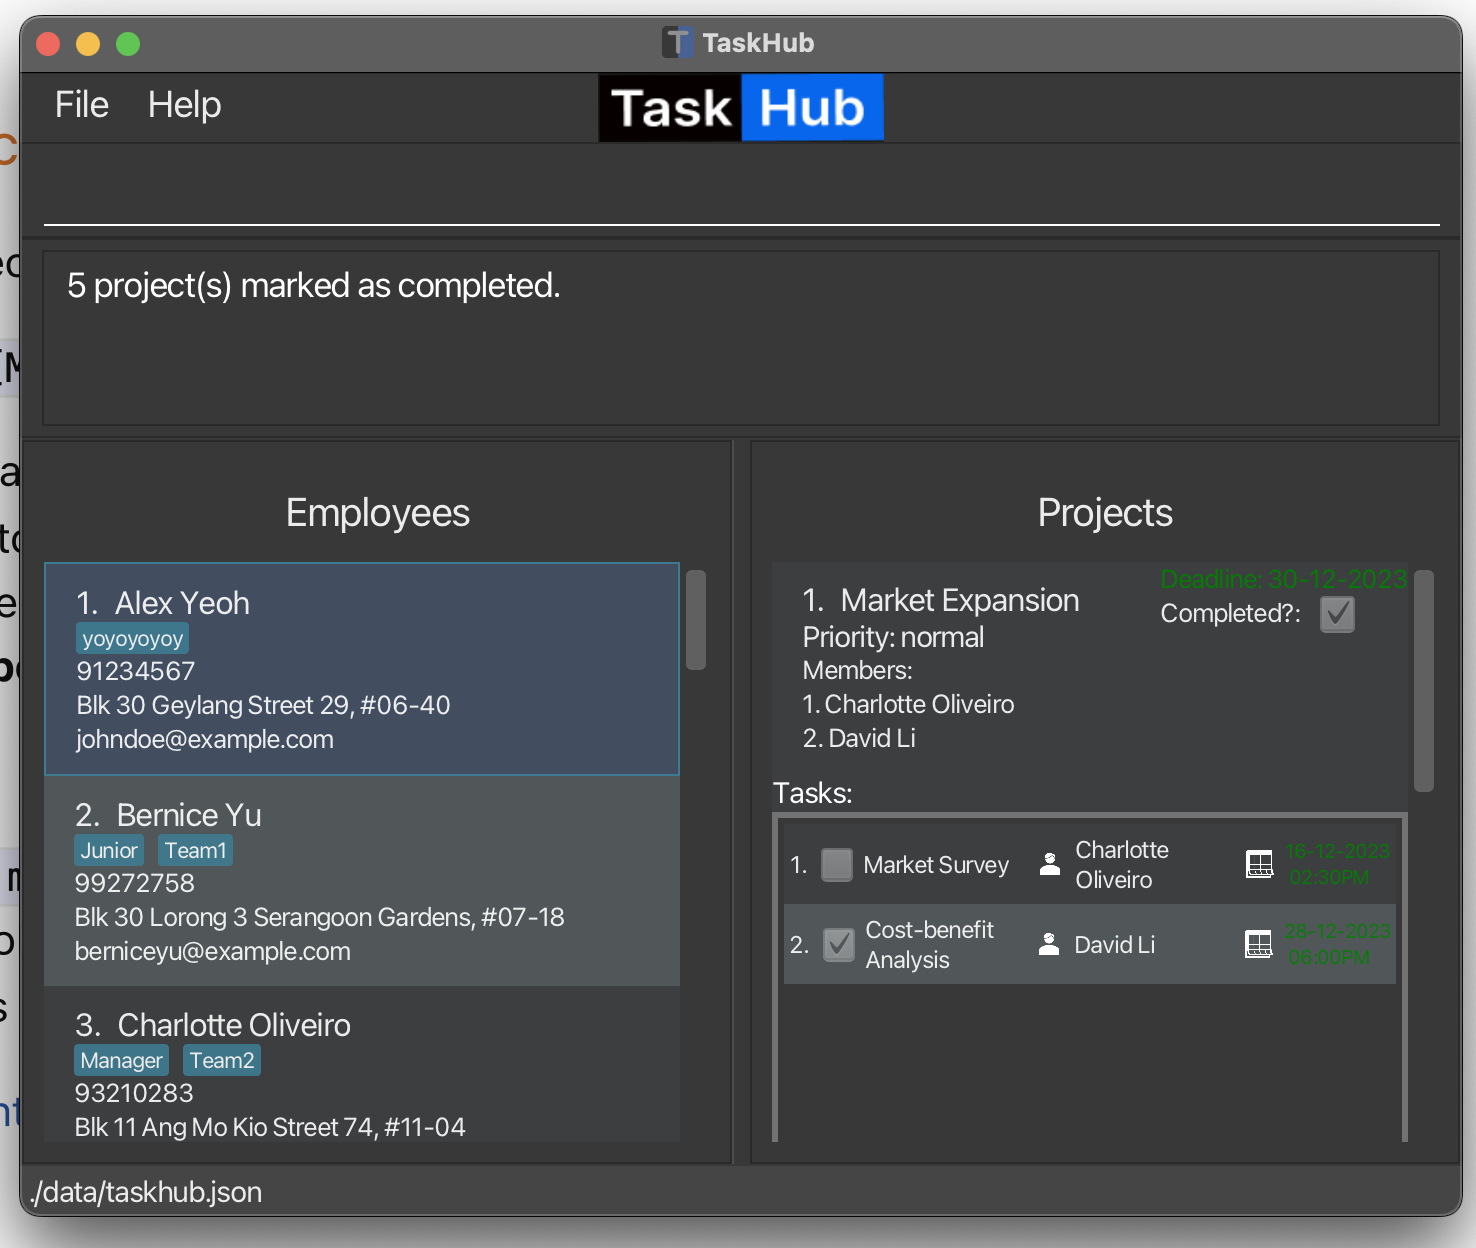 TaskHub
File Help
Task Hub
5 project(s) marked as completed.
Employees
1. Alex Yeoh
yoyoyoyoy
91234567
Blk 30 Geylang Street 29, #06-40
johndoe@example.com
2. Bernice Yu
Junior Team1
99272758
Blk 30 Lorong 3 Serangoon Gardens, #07-18
berniceyu@example.com
3. Charlotte Oliveiro
Manager Team2
93210283
Blk 11 Ang Mo Kio Street 74, #11-04
Projects
Deadline: 30-12-2023
1. Market Expansion
Completed?:
Priority: normal
Members:
1. Charlotte Oliveiro
2. David Li
Tasks:
1. Market Survey
Charlotte
Oliveiro
16-12-2023
02:30PM
2. Cost-benefit
Analysis
David Li
28-12-2023
06:00PM
./data/taskhub.json